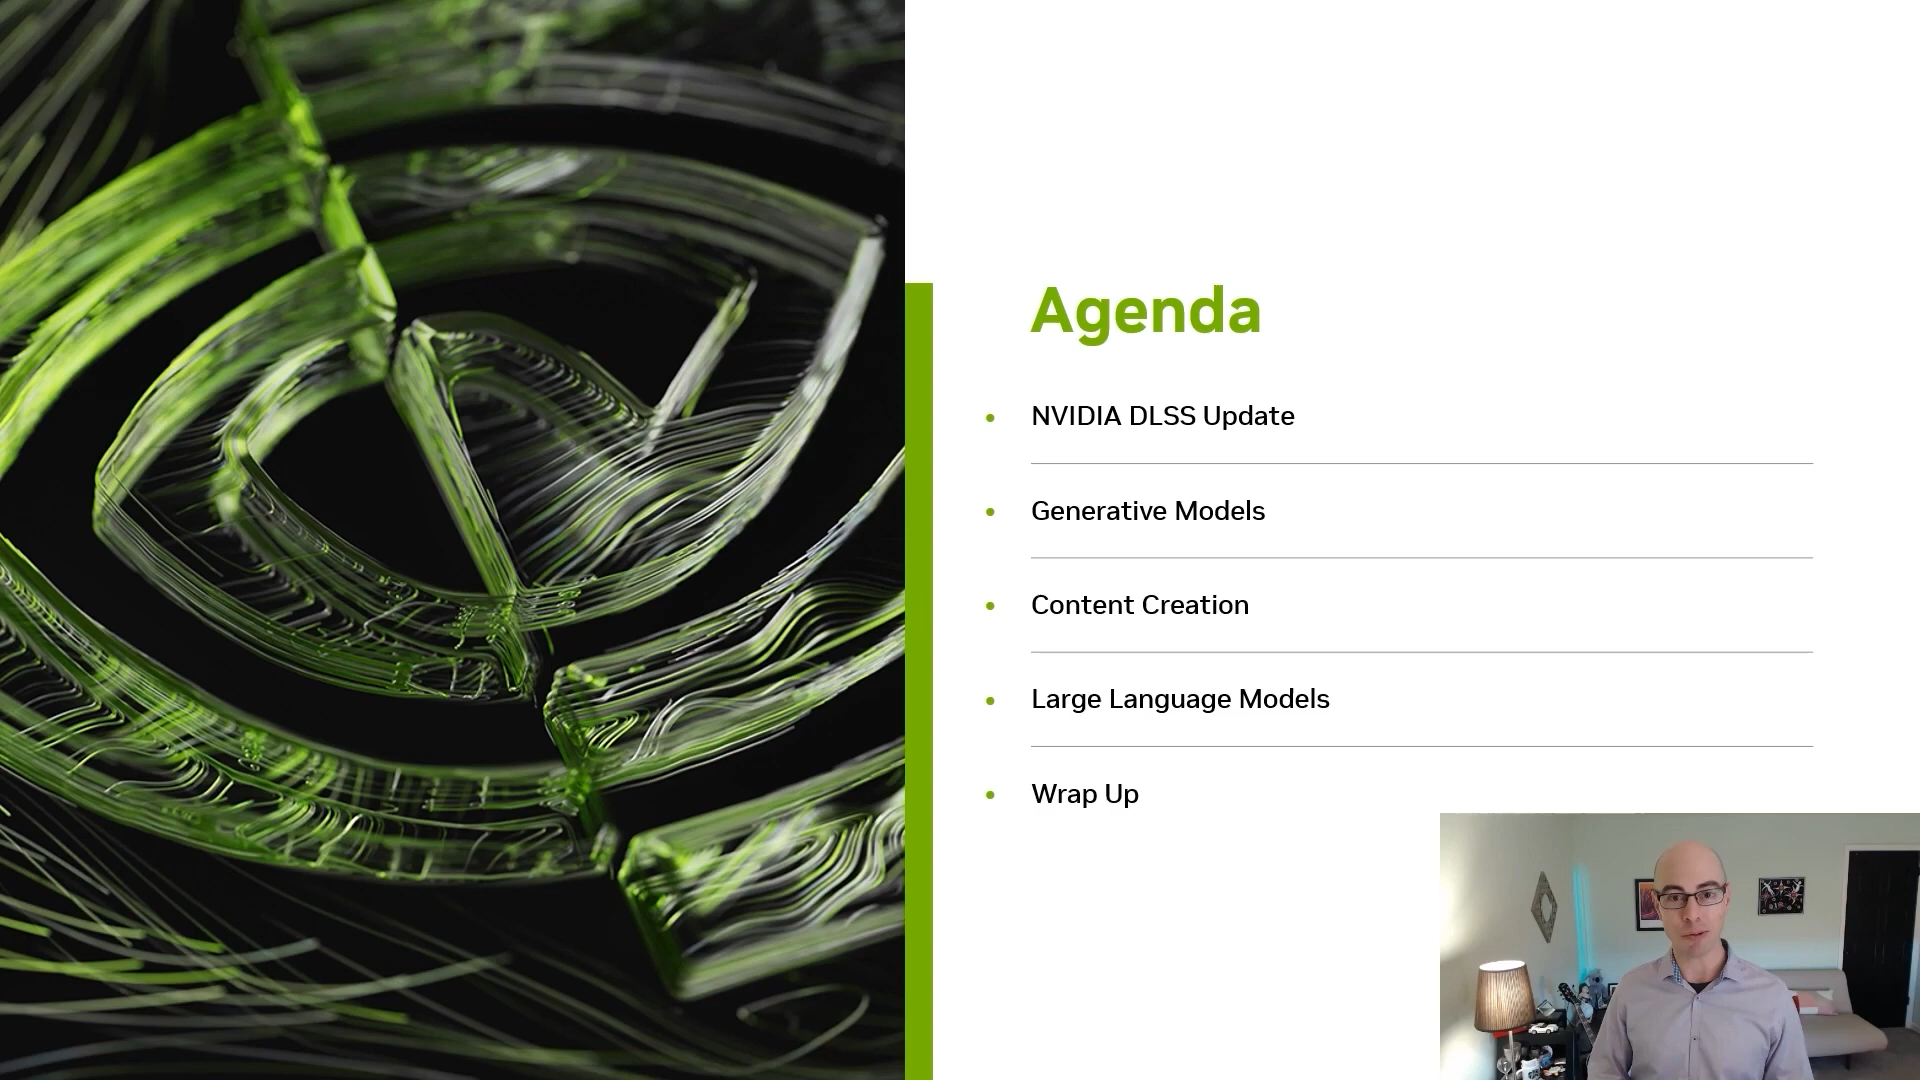 Agenda
NVIDIA DLSS Update
Generative Models
Content Creation
Large Language Models
Wrap Up